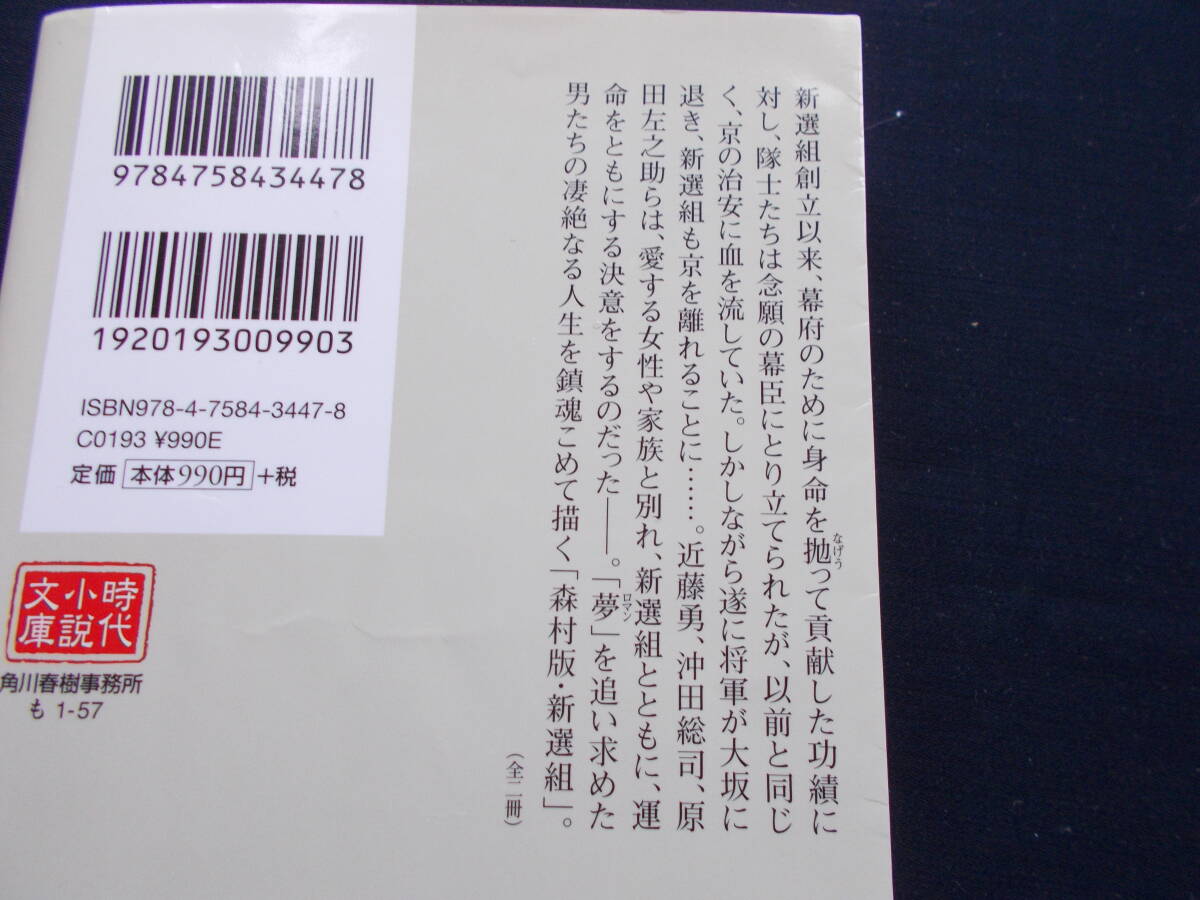 新選組創立以来、幕府のために身命を抛って貢献した功績に
なげう
対し、隊士たちは念願の幕臣にとり立てられたが、以前と同じ
く、京の治安に血を流していた。しかしながら遂に将軍が大坂に
退き、新選組も京を離れることに……。近藤勇、沖田総司、原
田左之助らは、愛する女性や家族と別れ、新選組とともに、運
命をともにする決意をするのだった――。「夢」を追い求めた
ロマン
男たちの凄絶なる人生を鎮魂こめて描く「森村版・新選組」。
(全二冊)
9784758434478
1920193009903
ISBN978-4-7584-3447-8
C0193 ¥990E
定価 本体990円 +税
時代
小説
文庫
角川春樹事務所
も 1-57